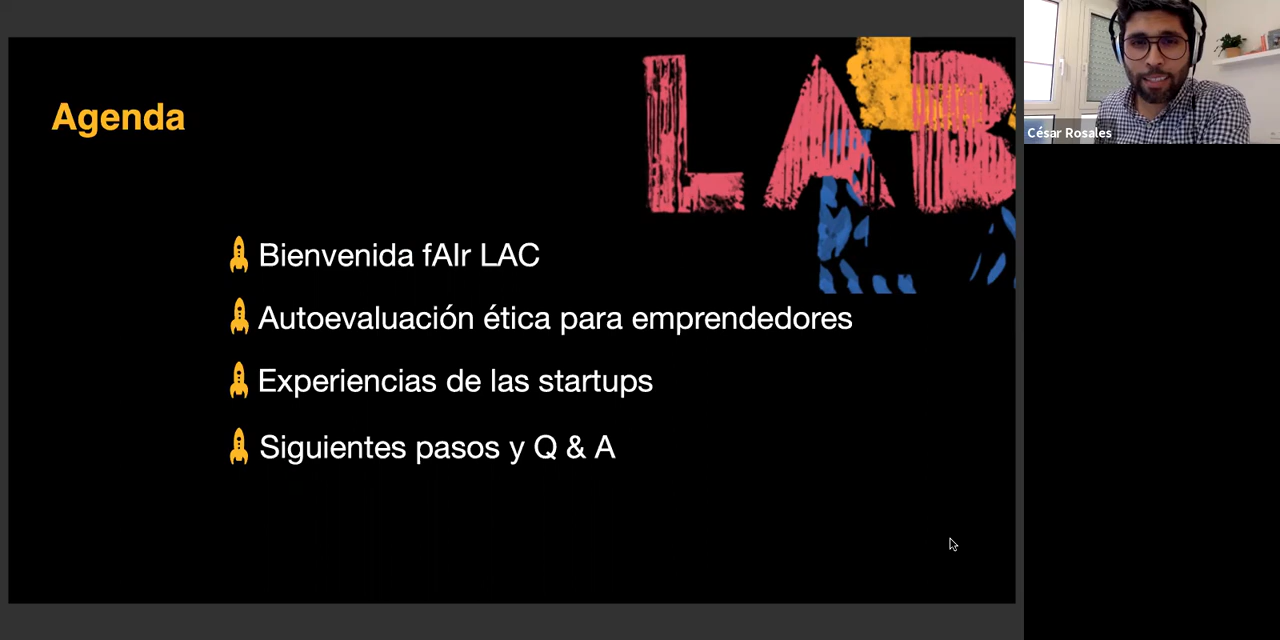 Agenda
LAB
César Rosales
Bienvenida fAIr LAC
Autoevaluación ética para emprendedores
Experiencias de las startups
Siguientes pasos y Q & A